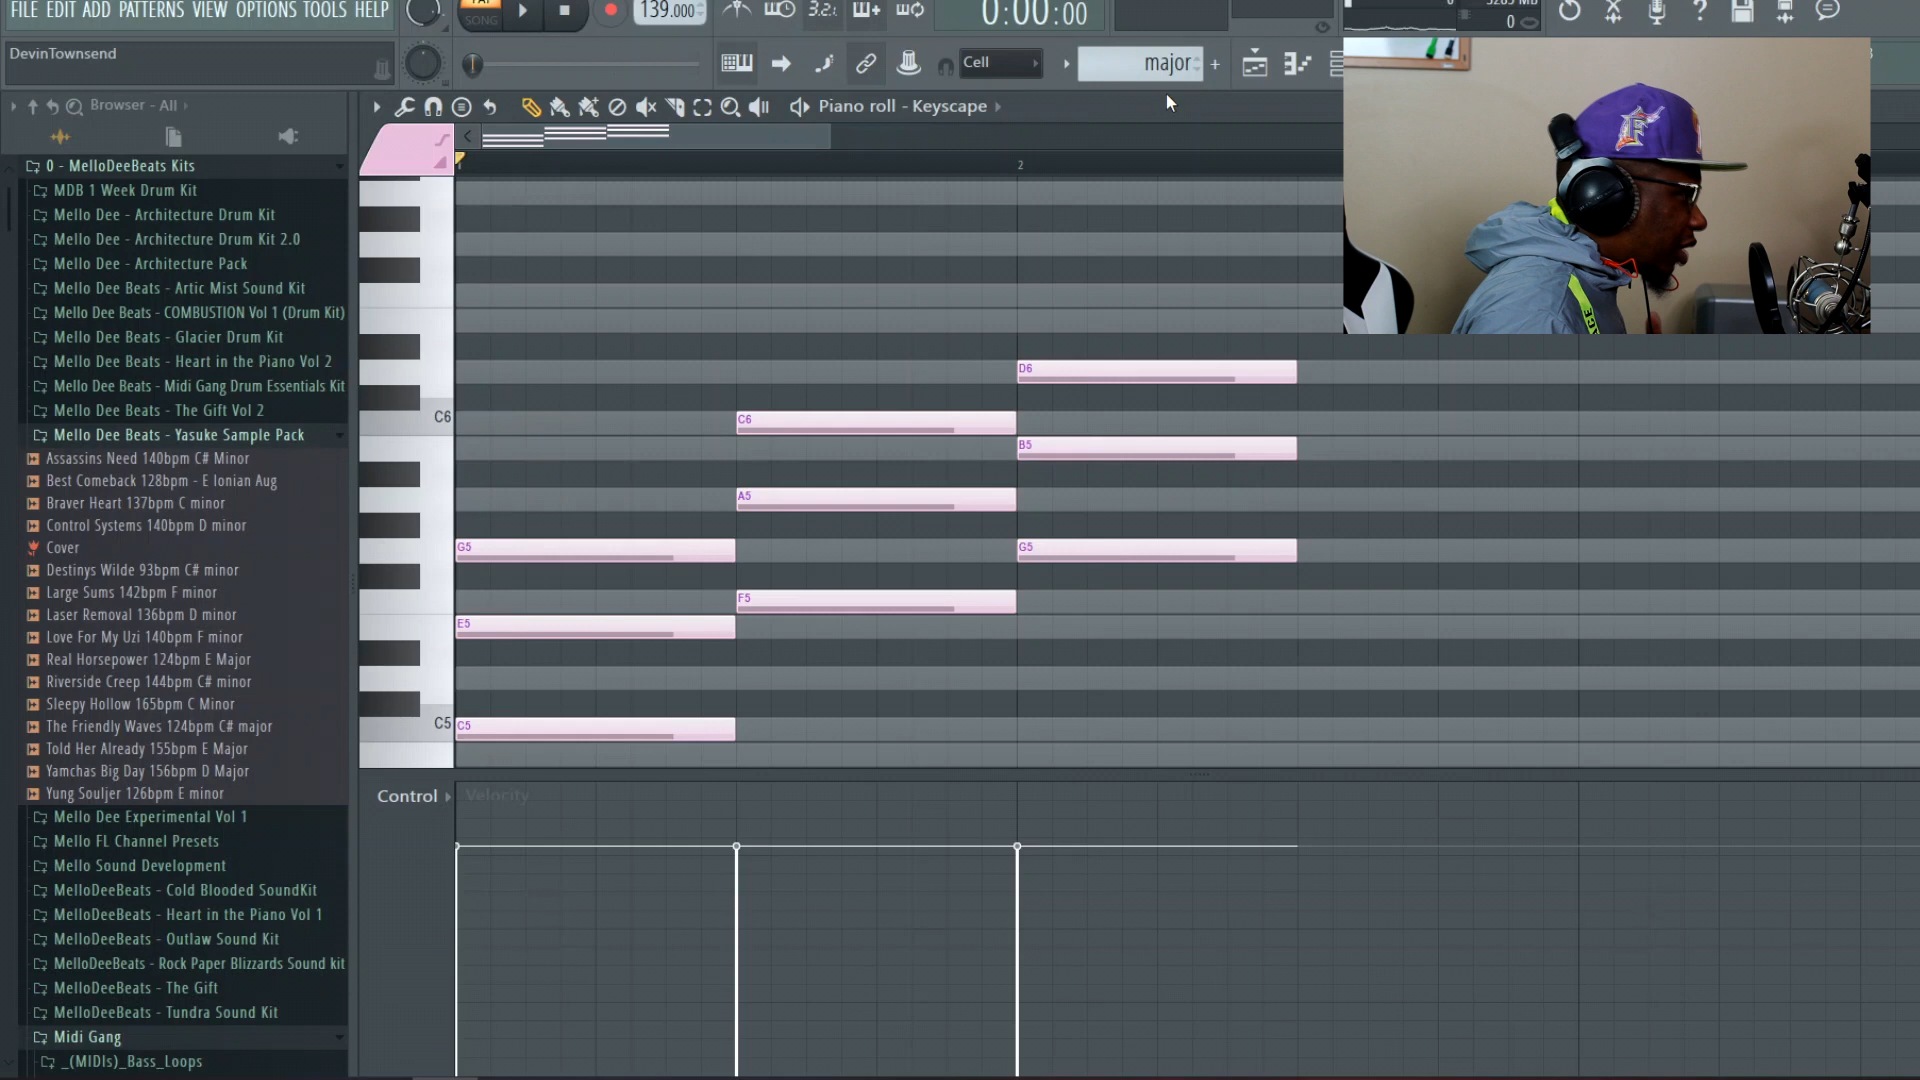 FILE EDIT ADD PATTERNS VIEW OPTIONS TOOLS HELP
SONG
139.000
3.2.
0:00:00
0
0
DevinTownsend
Cell
major
+
Browser - All
Piano roll - Keyscape
0 - MelloDeeBeats Kits
MDB 1 Week Drum Kit
Mello Dee - Architecture Drum Kit
Mello Dee - Architecture Drum Kit 2.0
Mello Dee - Architecture Pack
Mello Dee Beats - Artic Mist Sound Kit
Mello Dee Beats - COMBUSTION Vol 1 (Drum Kit)
Mello Dee Beats - Glacier Drum Kit
Mello Dee Beats - Heart in the Piano Vol 2
Mello Dee Beats - Midi Gang Drum Essentials Kit
Mello Dee Beats - The Gift Vol 2
Mello Dee Beats - Yasuke Sample Pack
Assassins Need 140bpm C# Minor
Best Comeback 128bpm - E Ionian Aug
Braver Heart 137bpm C minor
Control Systems 140bpm D minor
Cover
Destinys Wilde 93bpm C# minor
Large Sums 142bpm F minor
Laser Removal 136bpm D minor
Love For My Uzi 140bpm F minor
Real Horsepower 124bpm E Major
Riverside Creep 144bpm C# minor
Sleepy Hollow 165bpm C Minor
The Friendly Waves 124bpm C# major
Told Her Already 155bpm E Major
Yamchas Big Day 156bpm D Major
Yung Souljer 126bpm E minor
Mello Dee Experimental Vol 1
Mello FL Channel Presets
Mello Sound Development
MelloDeeBeats - Cold Blooded SoundKit
MelloDeeBeats - Heart in the Piano Vol 1
MelloDeeBeats - Outlaw Sound Kit
MelloDeeBeats - Rock Paper Blizzards Sound kit
MelloDeeBeats - The Gift
MelloDeeBeats - Tundra Sound Kit
Midi Gang
_(MIDIs)_Bass_Loops
2
D6
C6
C6
B5
A5
G5
G5
F5
E5
C5
C5
Control
Velocity
F